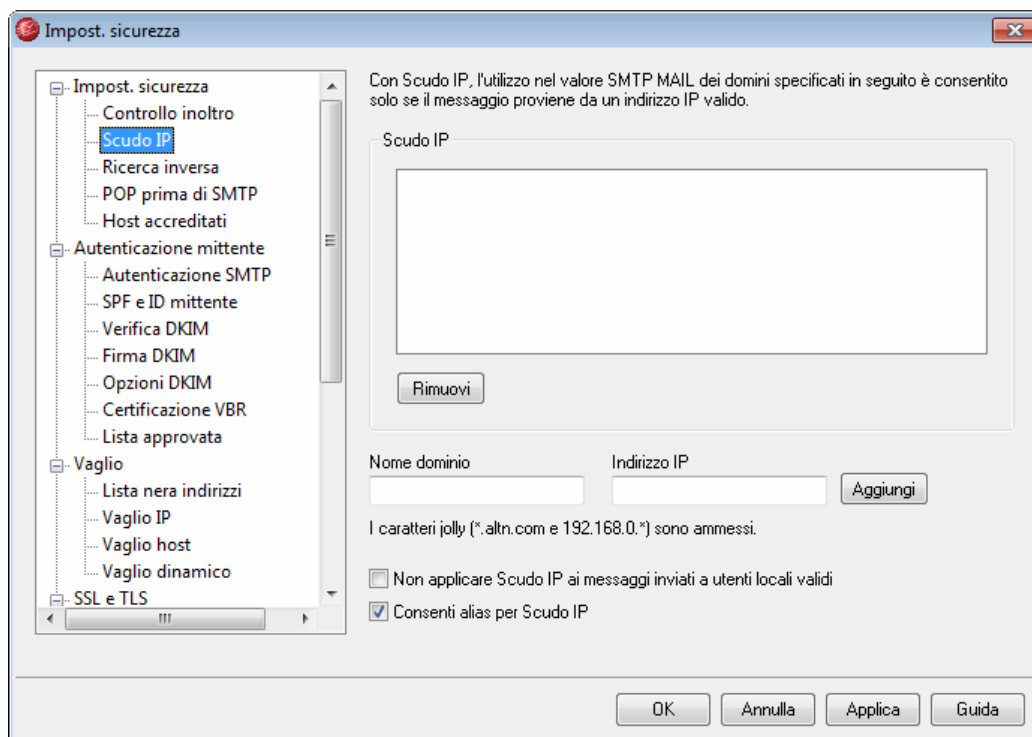 Impost. sicurezza
Impost. sicurezza
Controllo inoltro
Scudo IP
Ricerca inversa
POP prima di SMTP
Host accreditati
Autenticazione mittente
Autenticazione SMTP
SPF e ID mittente
Verifica DKIM
Firma DKIM
Opzioni DKIM
Certificazione VBR
Lista approvata
Vaglio
Lista nera indirizzi
Vaglio IP
Vaglio host
Vaglio dinamico
SSL e TLS
Con Scudo IP, l'utilizzo nel valore SMTP MAIL dei domini specificati in seguito è consentito
solo se il messaggio proviene da un indirizzo IP valido.
Scudo IP
Rimuovi
Nome dominio
Indirizzo IP
Aggiungi
I caratteri jolly (*.altn.com e 192.168.0.*) sono ammessi.
Non applicare Scudo IP ai messaggi inviati a utenti locali validi
Consenti alias per Scudo IP
OK
Annulla
Applica
Guida